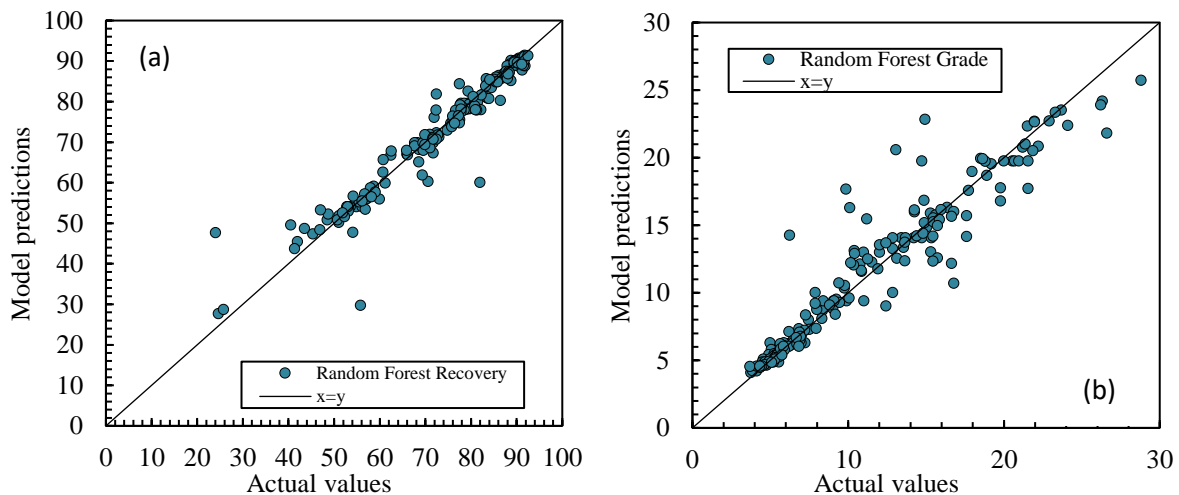 100
90
80
70
60
50
40
30
20
10
0
Model predictions
(a)
Random Forest Recovery
x=y
0 10 20 30 40 50 60 70 80 90 100
Actual values
30
25
20
15
10
5
0
Model predictions
Random Forest Grade
x=y
(b)
0 10 20 30
Actual values